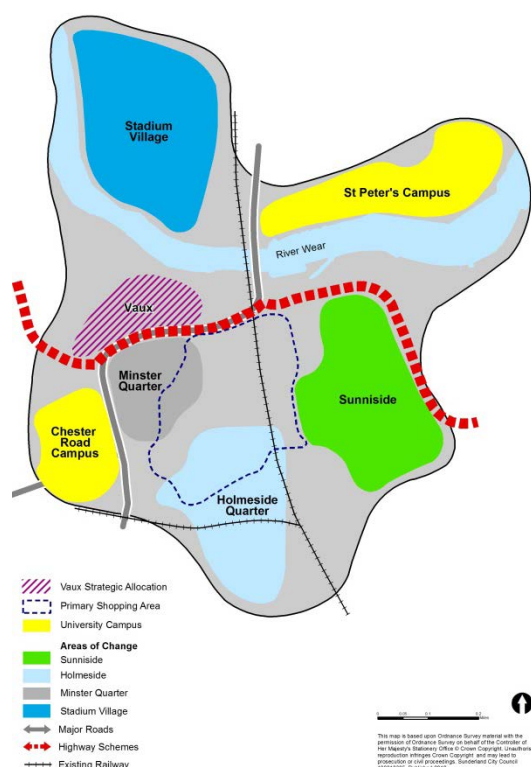 Stadium
Village
St Peter's Campus
River Wear
Vaux
Minster
Quarter
Sunniside
Chester
Road
Campus
Holmeside
Quarter
Vaux Strategic Allocation
Primary Shopping Area
University Campus
Areas of Change
Sunniside
Holmeside
Minster Quarter
Stadium Village
Major Roads
Highway Schemes
Existing Railway
This map is based upon Ordnance Survey material with the
permission of Ordnance Survey on behalf of the Controller of
Her Majesty's Stationery Office © Crown Copyright. Unauthorised
reproduction infringes Crown Copyright and may lead to
prosecution or civil proceedings. Sunderland City Council